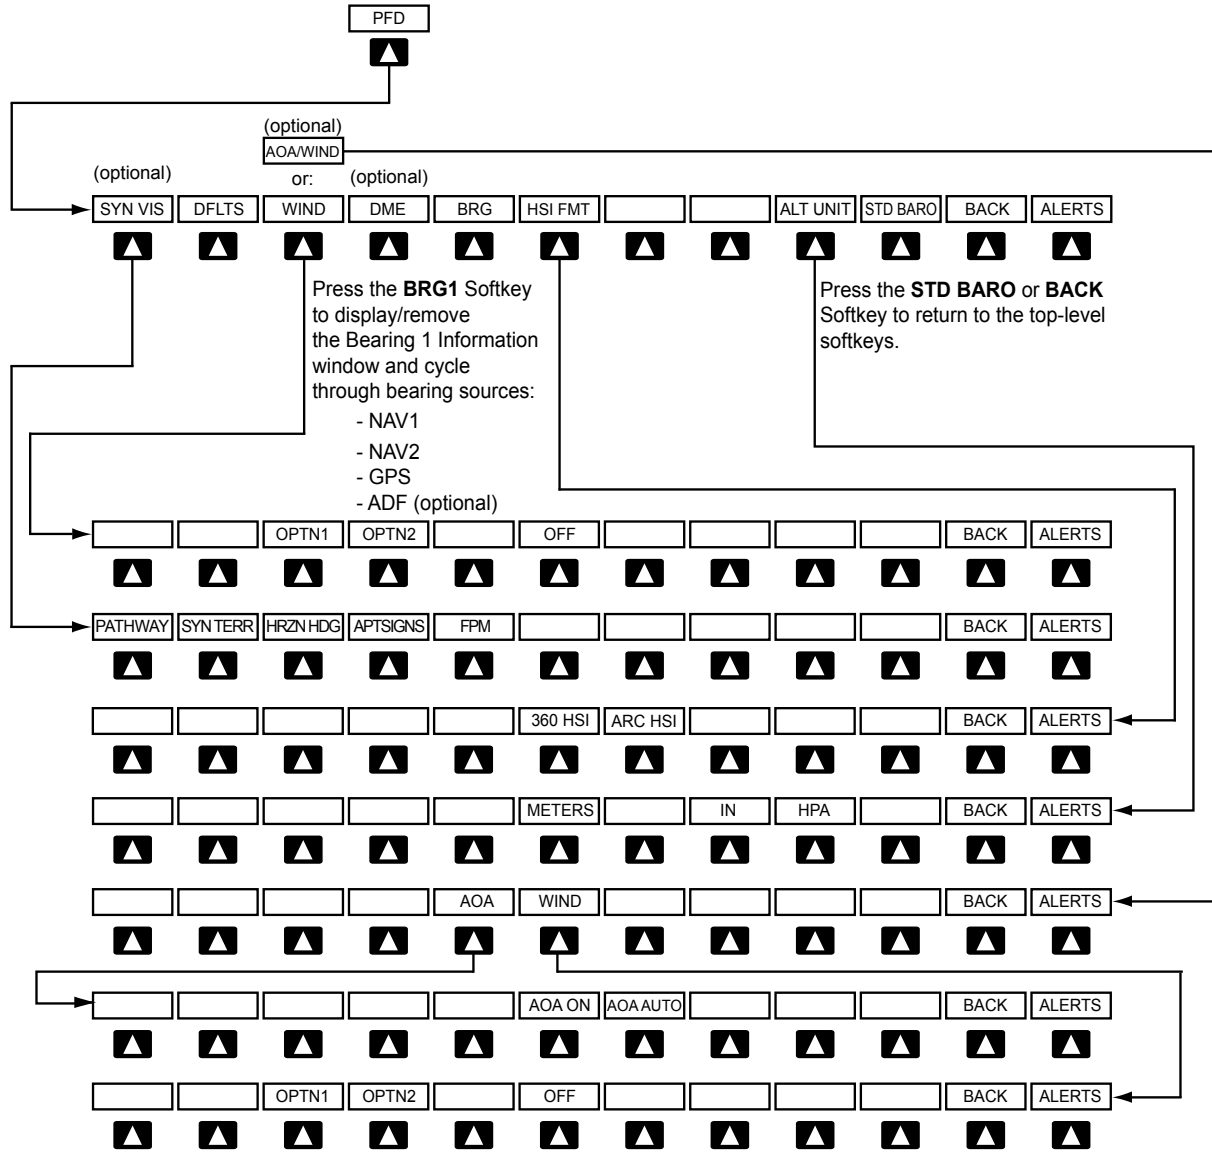 PFD
(optional)
AOA/WIND
(optional) or: (optional)
SYN VIS DFLTS WIND DME BRG HSI FMT ALT UNIT STD BARO BACK ALERTS
Press the BRG1 Softkey
to display/remove
the Bearing 1 Information
window and cycle
through bearing sources:
- NAV1
- NAV2
- GPS
- ADF (optional)
Press the STD BARO or BACK
Softkey to return to the top-level
softkeys.
OPTN1 OPTN2 OFF BACK ALERTS
PATHWAY SYN TERR HRZN HDG APTSIGNS FPM BACK ALERTS
360 HSI ARC HSI BACK ALERTS
METERS IN HPA BACK ALERTS
AOA WIND BACK ALERTS
AOA ON AOA AUTO BACK ALERTS
OPTN1 OPTN2 OFF BACK ALERTS